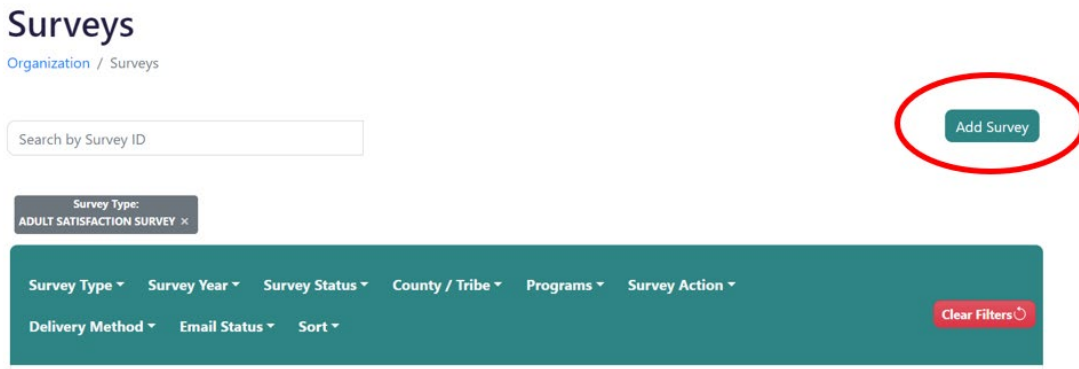 Surveys
Organization / Surveys
Search by Survey ID
Add Survey
Survey Type:
ADULT SATISFACTION SURVEY ×
Survey Type Survey Year Survey Status County / Tribe Programs Survey Action
Delivery Method Email Status Sort
Clear Filters